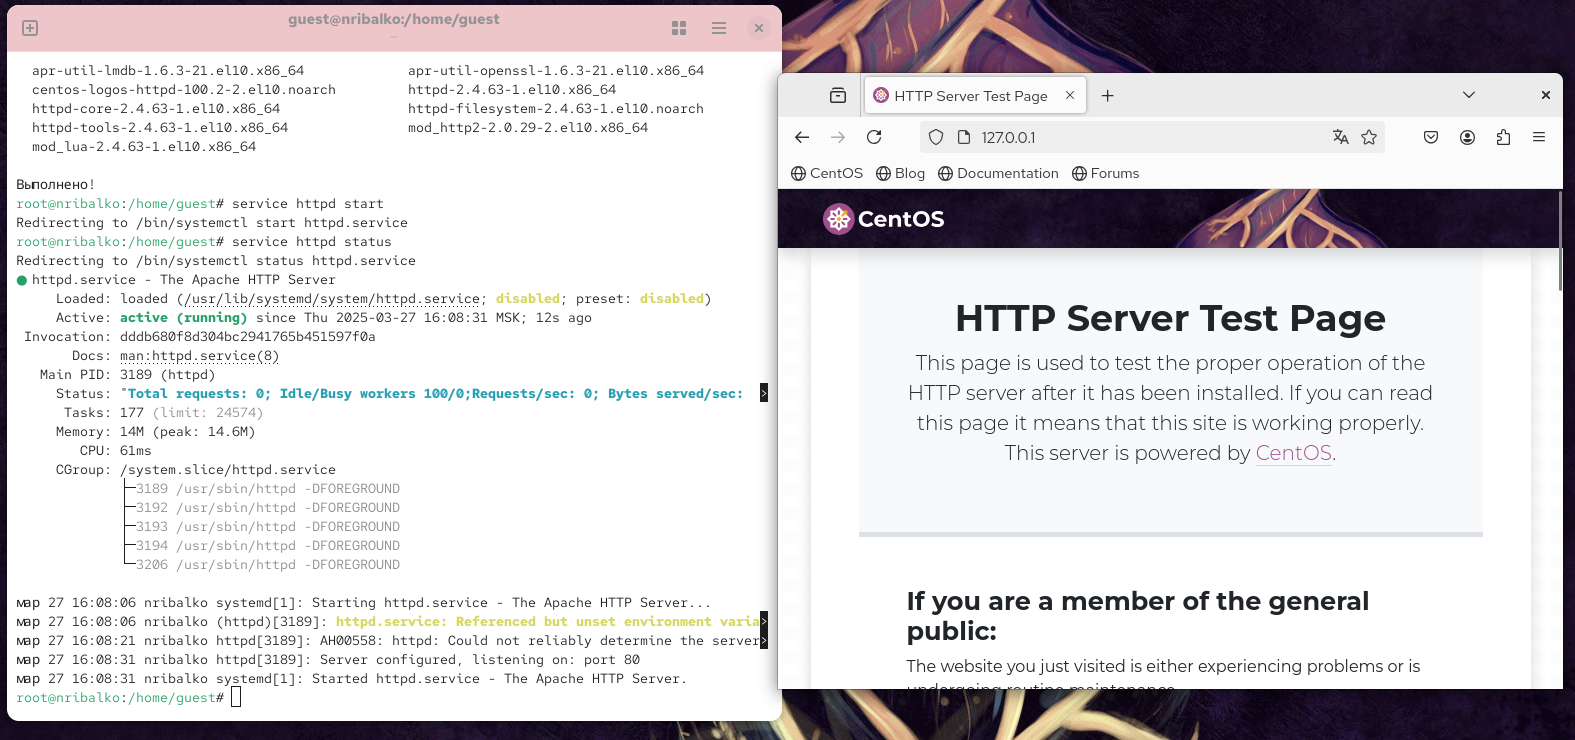 guest@nribalko:/home/guest
~
apr-util-lmdb-1.6.3-21.el10.x86_64 apr-util-openssl-1.6.3-21.el10.x86_64
centos-logos-httpd-100.2-2.el10.noarch httpd-2.4.63-1.el10.x86_64
httpd-core-2.4.63-1.el10.x86_64 httpd-filesystem-2.4.63-1.el10.noarch
httpd-tools-2.4.63-1.el10.x86_64 mod_http2-2.0.29-2.el10.x86_64
mod_lua-2.4.63-1.el10.x86_64
Выполнено!
root@nribalko:/home/guest# service httpd start
Redirecting to /bin/systemctl start httpd.service
root@nribalko:/home/guest# service httpd status
Redirecting to /bin/systemctl status httpd.service
● httpd.service - The Apache HTTP Server
Loaded: loaded (/usr/lib/systemd/system/httpd.service; disabled; preset: disabled)
Active: active (running) since Thu 2025-03-27 16:08:31 MSK; 12s ago
Invocation: dddb680f8d304bc2941765b451597f0a
Docs: man:httpd.service(8)
Main PID: 3189 (httpd)
Status: "Total requests: 0; Idle/Busy workers 100/0;Requests/sec: 0; Bytes served/sec: >
Tasks: 177 (limit: 24574)
Memory: 14M (peak: 14.6M)
CPU: 61ms
CGroup: /system.slice/httpd.service
├─3189 /usr/sbin/httpd -DFOREGROUND
├─3192 /usr/sbin/httpd -DFOREGROUND
├─3193 /usr/sbin/httpd -DFOREGROUND
├─3194 /usr/sbin/httpd -DFOREGROUND
└─3206 /usr/sbin/httpd -DFOREGROUND
мар 27 16:08:06 nribalko systemd[1]: Starting httpd.service - The Apache HTTP Server...
мар 27 16:08:06 nribalko (httpd)[3189]: httpd.service: Referenced but unset environment varia>
мар 27 16:08:21 nribalko httpd[3189]: AH00558: httpd: Could not reliably determine the server>
мар 27 16:08:31 nribalko httpd[3189]: Server configured, listening on: port 80
мар 27 16:08:31 nribalko systemd[1]: Started httpd.service - The Apache HTTP Server.
root@nribalko:/home/guest#
HTTP Server Test Page
127.0.0.1
CentOS Blog Documentation Forums
CentOS
HTTP Server Test Page
This page is used to test the proper operation of the
HTTP server after it has been installed. If you can read
this page it means that this site is working properly.
This server is powered by CentOS.
If you are a member of the general
public:
The website you just visited is either experiencing problems or is
undergoing routine maintenance.